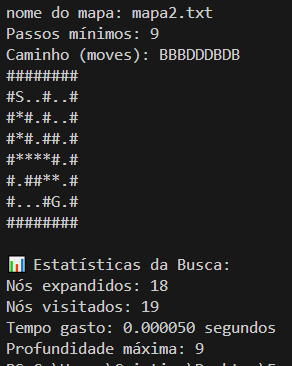 nome do mapa: mapa2.txt
Passos mínimos: 9
Caminho (moves): BBBDDDBDB
########
#S..#..#
#*#.#..#
#*#.##.#
#****#.#
#.##**.#
#...#G.#
########
📊 Estatísticas da Busca:
Nós expandidos: 18
Nós visitados: 19
Tempo gasto: 0.000050 segundos
Profundidade máxima: 9